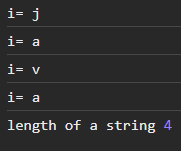 i= j
i= a
i= v
i= a
length of a string 4